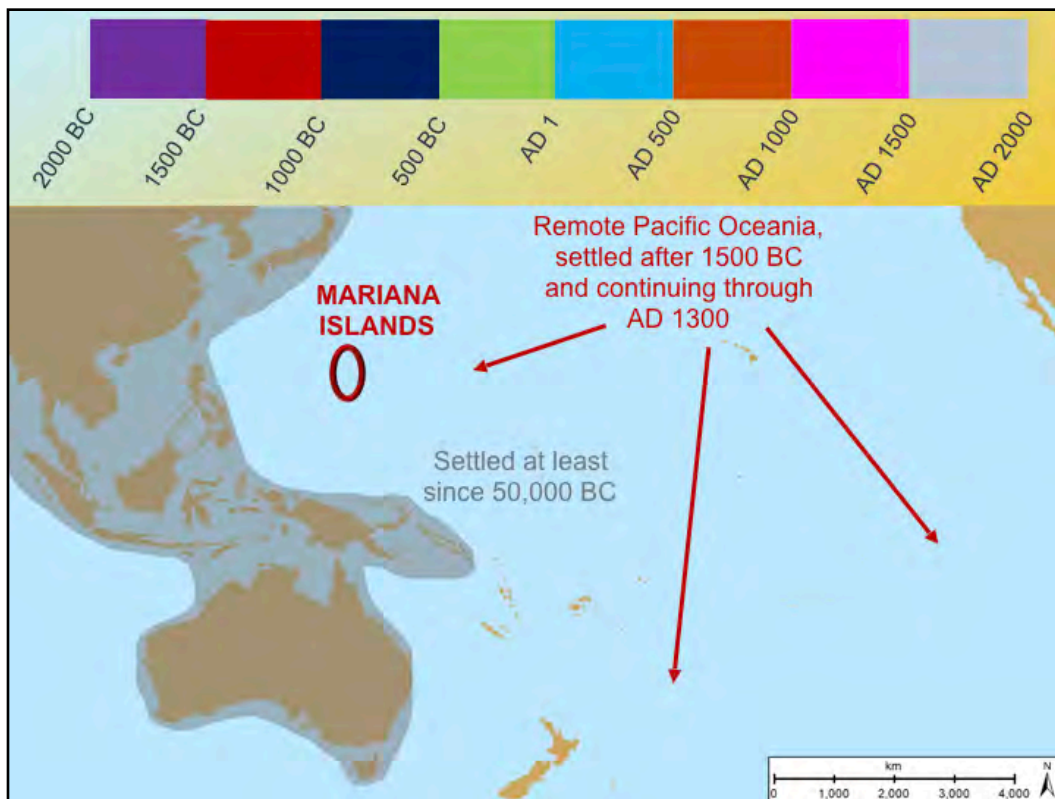 2000 BC
1500 BC
1000 BC
500 BC
AD 1
AD 500
AD 1000
AD 1500
AD 2000
Remote Pacific Oceania,
settled after 1500 BC
and continuing through
AD 1300
MARIANA
ISLANDS
Settled at least
since 50,000 BC
km
N
0 1,000 2,000 3,000 4,000